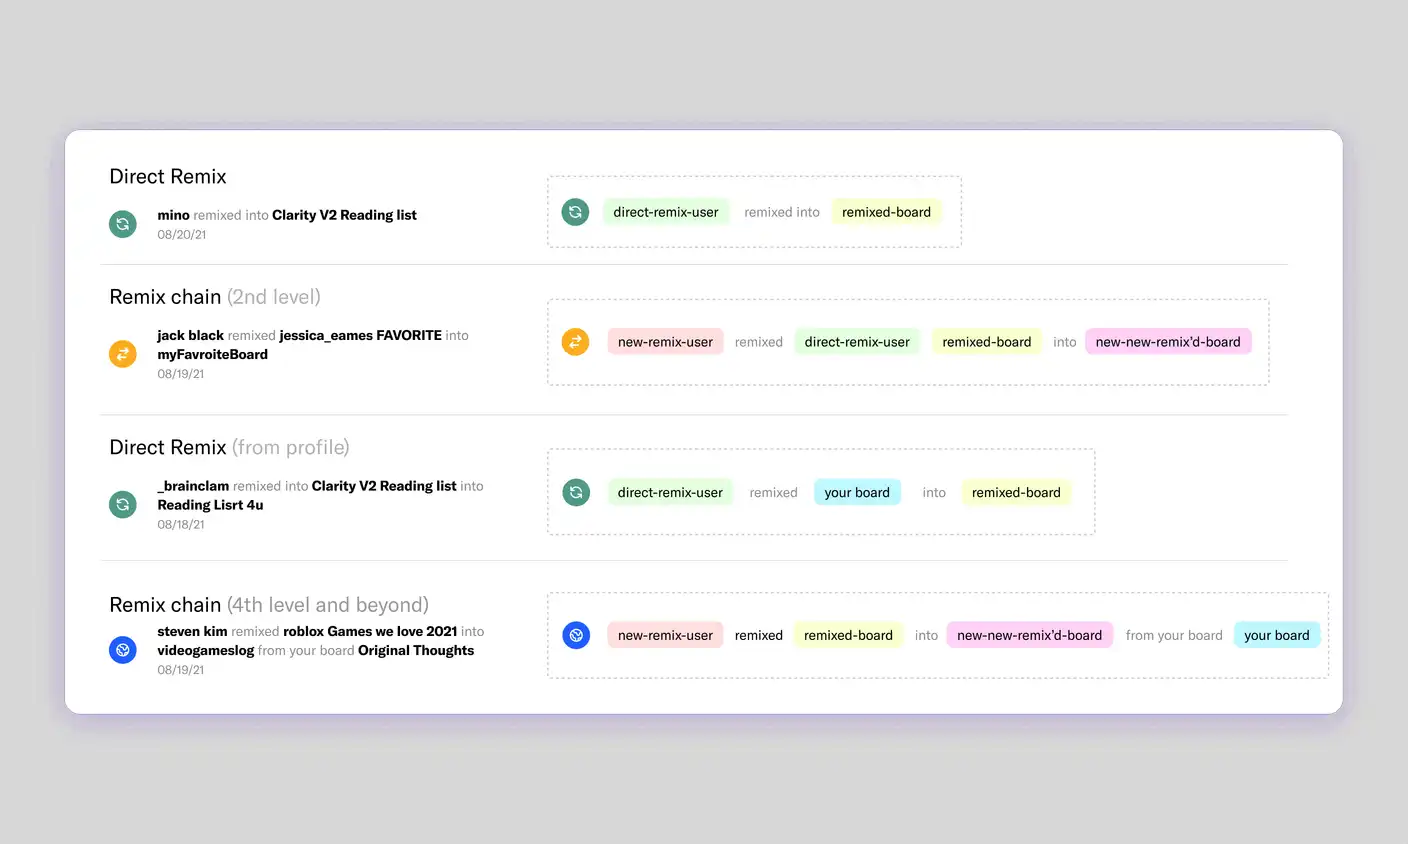 Direct Remix
mino remixed into Clarity V2 Reading list
08/20/21
direct-remix-user remixed into remixed-board
Remix chain (2nd level)
jack black remixed jessica_eames FAVORITE into
myFavroiteBoard
08/19/21
new-remix-user remixed direct-remix-user remixed-board into new-new-remix'd-board
Direct Remix (from profile)
_brainclam remixed into Clarity V2 Reading list into
Reading Lisrt 4u
08/18/21
direct-remix-user remixed your board into remixed-board
Remix chain (4th level and beyond)
steven kim remixed roblox Games we love 2021 into
videogameslog from your board Original Thoughts
08/19/21
new-remix-user remixed remixed-board into new-new-remix'd-board from your board your board